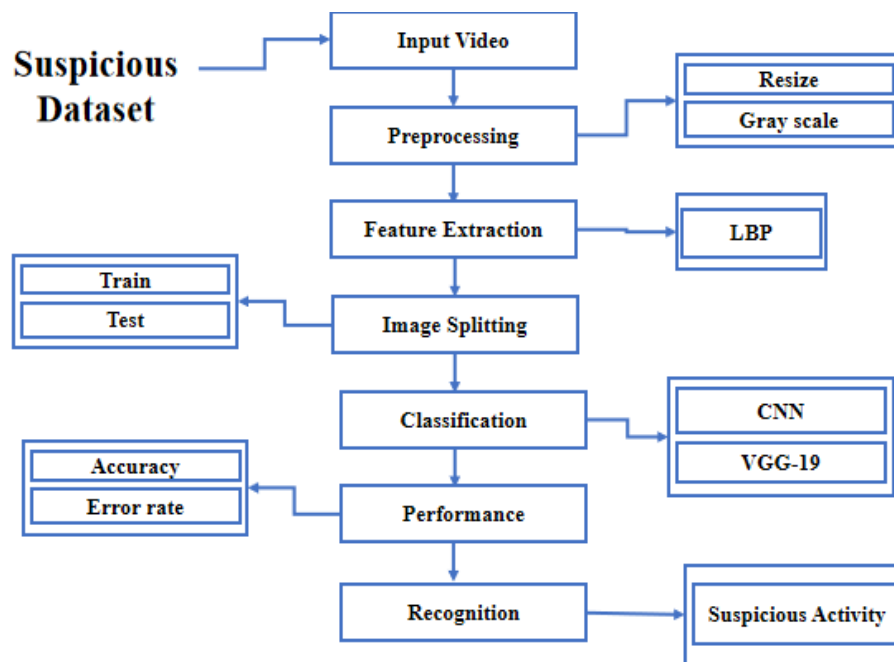 Suspicious
Dataset
Input Video
Preprocessing
Resize
Gray scale
Feature Extraction
LBP
Image Splitting
Train
Test
Classification
CNN
VGG-19
Performance
Accuracy
Error rate
Recognition
Suspicious Activity